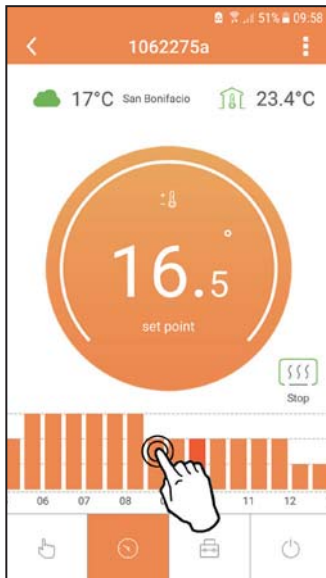 51% 09:58
1062275a
17°C San Bonifacio 23.4°C
16.5°
set point
Stop
06 07 08 11 12